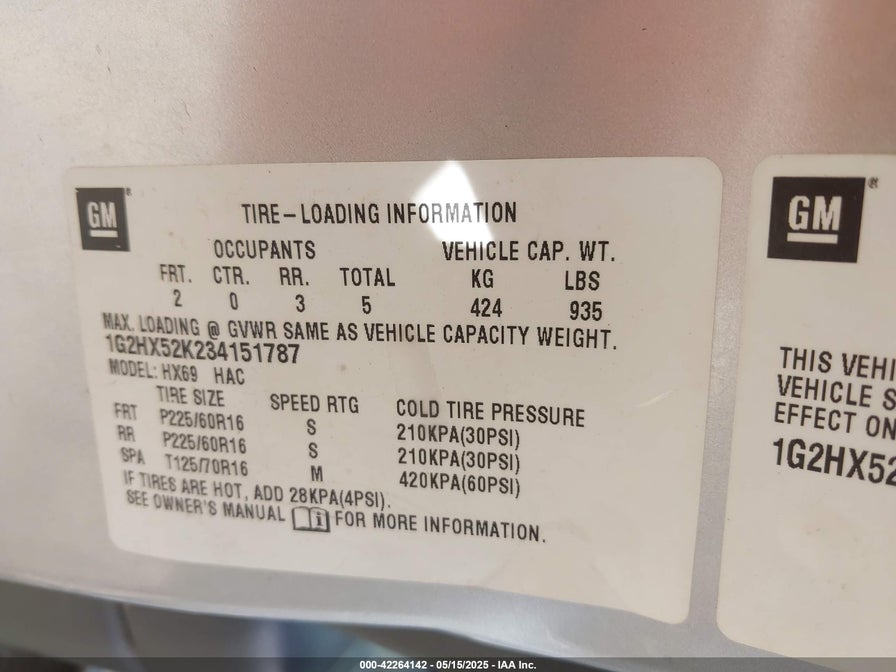 GM®
TIRE-LOADING INFORMATION
OCCUPANTS VEHICLE CAP. WT.
FRT. CTR. RR. TOTAL KG LBS
2 0 3 5 424 935
MAX. LOADING @ GVWR SAME AS VEHICLE CAPACITY WEIGHT.
1G2HX52K234151787
MODEL: HX69 HAC
TIRE SIZE SPEED RTG COLD TIRE PRESSURE
FRT P225/60R16 S 210KPA(30PSI)
RR P225/60R16 S 210KPA(30PSI)
SPA T125/70R16 M 420KPA(60PSI)
IF TIRES ARE HOT, ADD 28KPA(4PSI).
SEE OWNER'S MANUAL FOR MORE INFORMATION.
GM®
THIS VEHI
VEHICLE S
EFFECT ON
1G2HX52
000-42264142 - 05/15/2025 - IAA Inc.